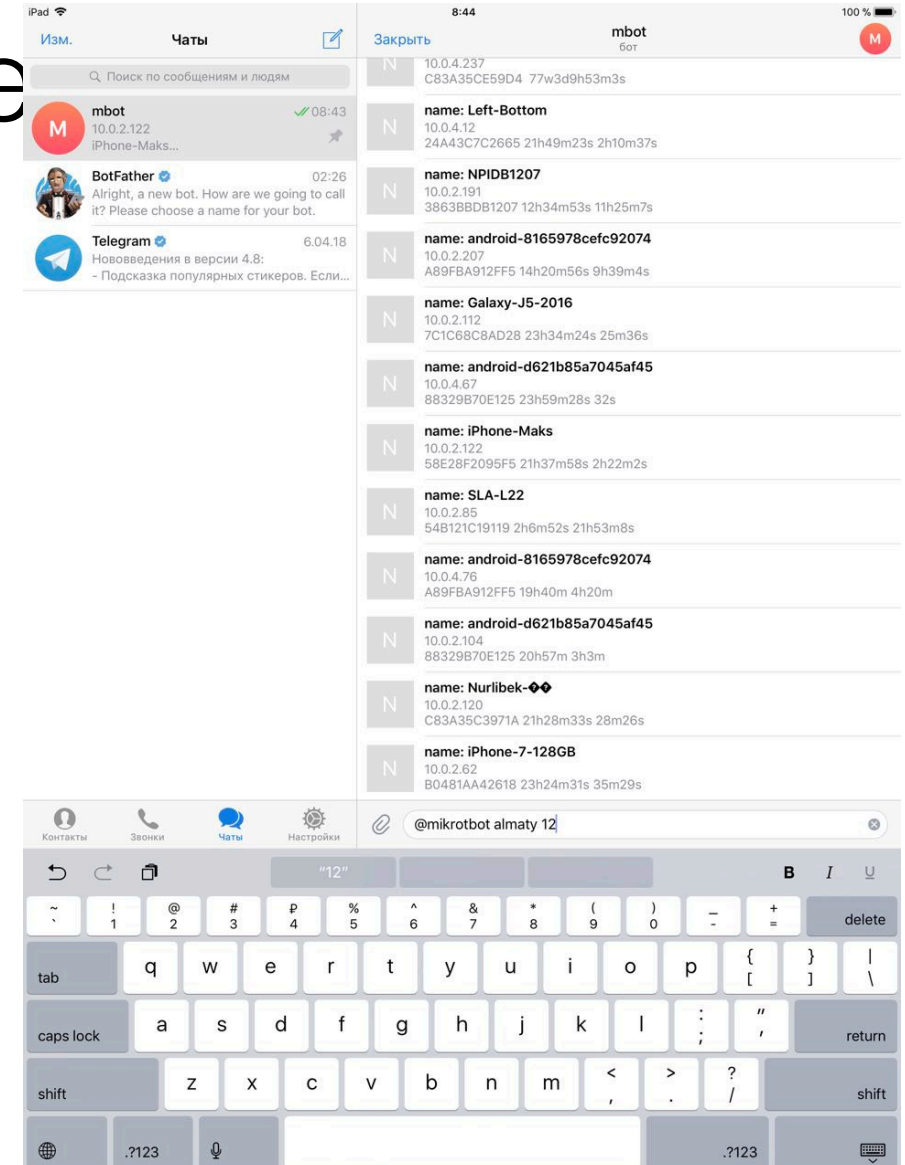 e
iPad
8:44
100 %
Изм.
Чаты
Поиск по сообщениям и людям
M
mbot
08:43
10.0.2.122
iPhone-Maks...
BotFather
02:26
Alright, a new bot. How are we going to call
it? Please choose a name for your bot.
Telegram
6.04.18
Нововведения в версии 4.8:
- Подсказка популярных стикеров. Если...
Закрыть
mbot
бот
M
N
10.0.4.237
C83A35CE59D4 77w3d9h53m3s
N
name: Left-Bottom
10.0.4.12
24A43C7C2665 21h49m23s 2h10m37s
N
name: NPIDB1207
10.0.2.191
3863BBDB1207 12h34m53s 11h25m7s
N
name: android-8165978cefc92074
10.0.2.207
A89FBA912FF5 14h20m56s 9h39m4s
N
name: Galaxy-J5-2016
10.0.2.112
7C1C68C8AD28 23h34m24s 25m36s
N
name: android-d621b85a7045af45
10.0.4.67
88329B70E125 23h59m28s 32s
N
name: iPhone-Maks
10.0.2.122
58E28F2095F5 21h37m58s 2h22m2s
N
name: SLA-L22
10.0.2.85
54B121C19119 2h6m52s 21h53m8s
N
name: android-8165978cefc92074
10.0.4.76
A89FBA912FF5 19h40m 4h20m
N
name: android-d621b85a7045af45
10.0.2.104
88329B70E125 20h57m 3h3m
N
name: Nurlibek-��
10.0.2.120
C83A35C3971A 21h28m33s 28m26s
N
name: iPhone-7-128GB
10.0.2.62
B0481AA42618 23h24m31s 35m29s
Контакты
Звонки
Чаты
Настройки
@mikrotbot almaty 12
"12"
B I U
~ ! @ # ₽ % ^ & * ( ) _ +
` 1 2 3 4 5 6 7 8 9 0 - = delete
tab q w e r t y u i o p { [ } ] | \
caps lock a s d f g h j k l : ; " ' return
shift z x c v b n m < , > . ? / shift
.?123 .?123